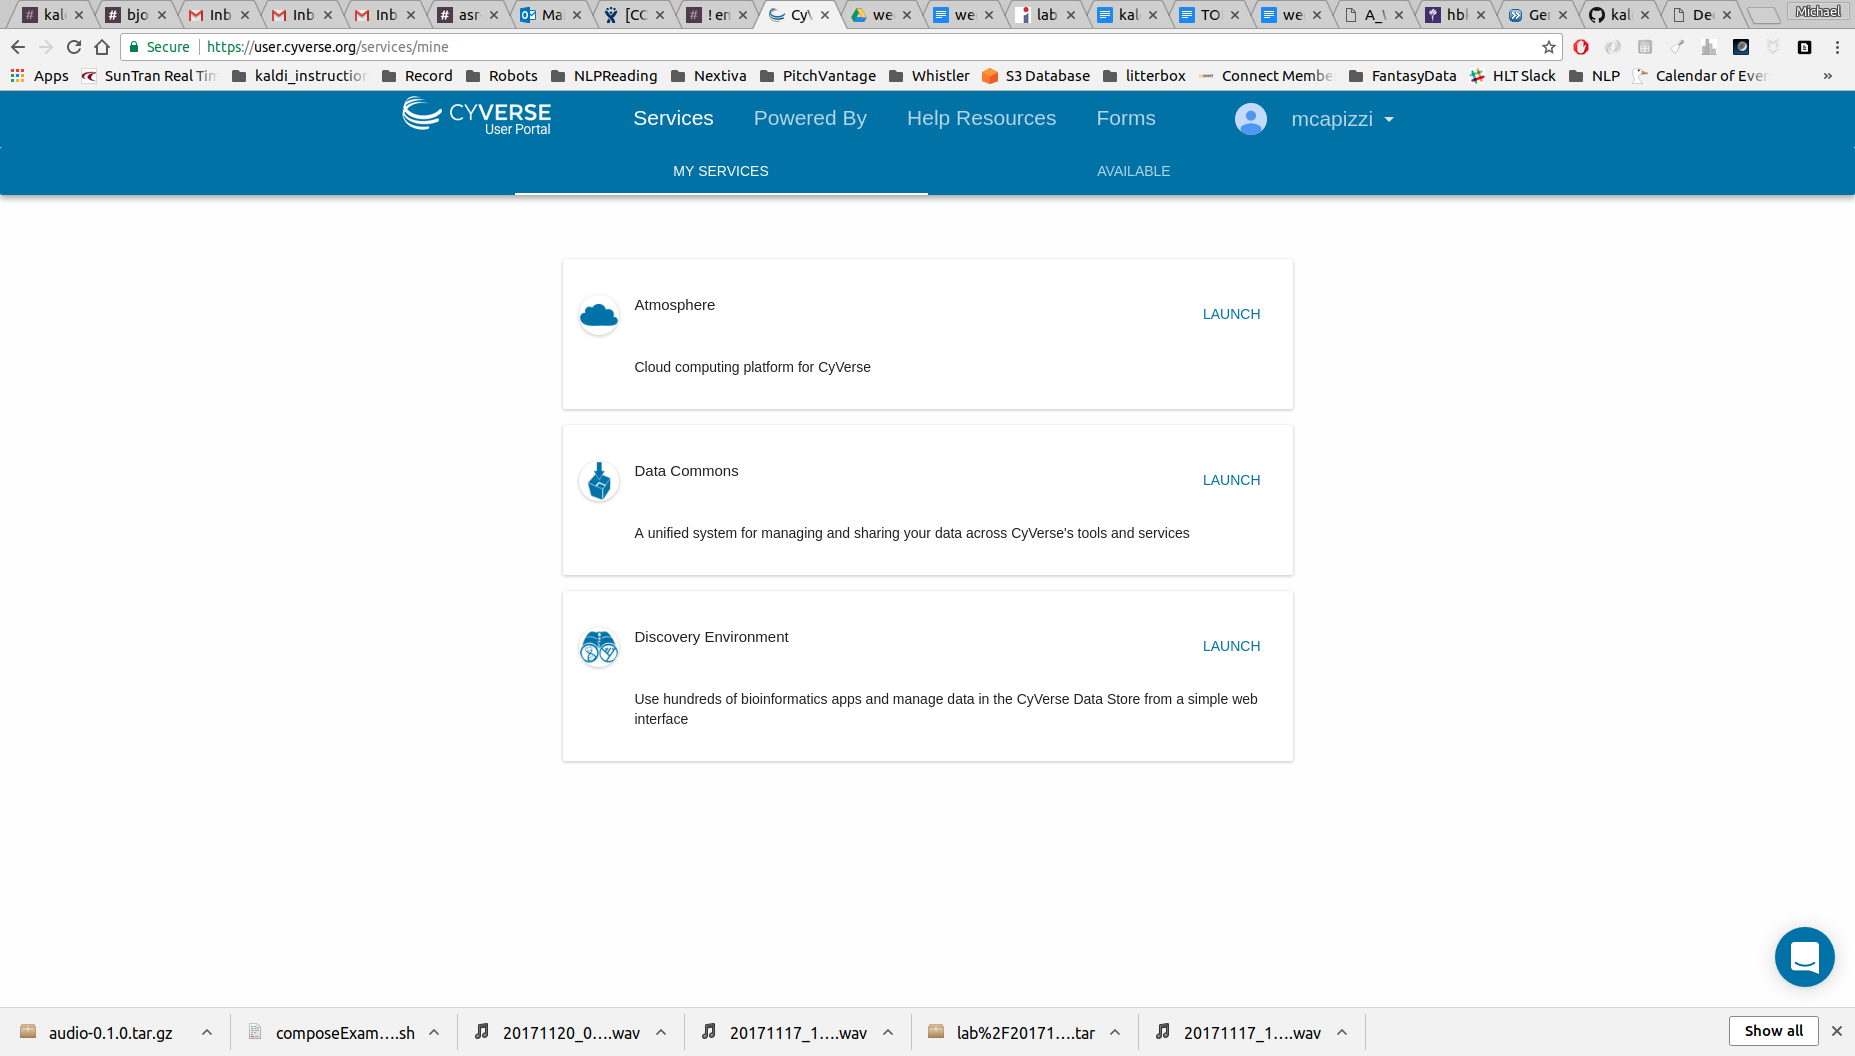 kal bjo Inb Inb Inb asr Mai [CC !en CyV we we lab kal TO we A_W hbl Ger kal De Michael
Secure https://user.cyverse.org/services/mine
Apps SunTran Real Tim kaldi_instruction Record Robots NLPReading Nextiva PitchVantage Whistler S3 Database litterbox Connect Membe FantasyData HLT Slack NLP Calendar of Even »
CYVERSE Services Powered By Help Resources Forms mcapizzi
User Portal
MY SERVICES AVAILABLE
Atmosphere LAUNCH
Cloud computing platform for CyVerse
Data Commons LAUNCH
A unified system for managing and sharing your data across CyVerse's tools and services
Discovery Environment LAUNCH
Use hundreds of bioinformatics apps and manage data in the CyVerse Data Store from a simple web
interface
audio-0.1.0.tar.gz composeExam....sh 20171120_0....wav 20171117_1....wav lab%2F20171....tar 20171117_1....wav Show all